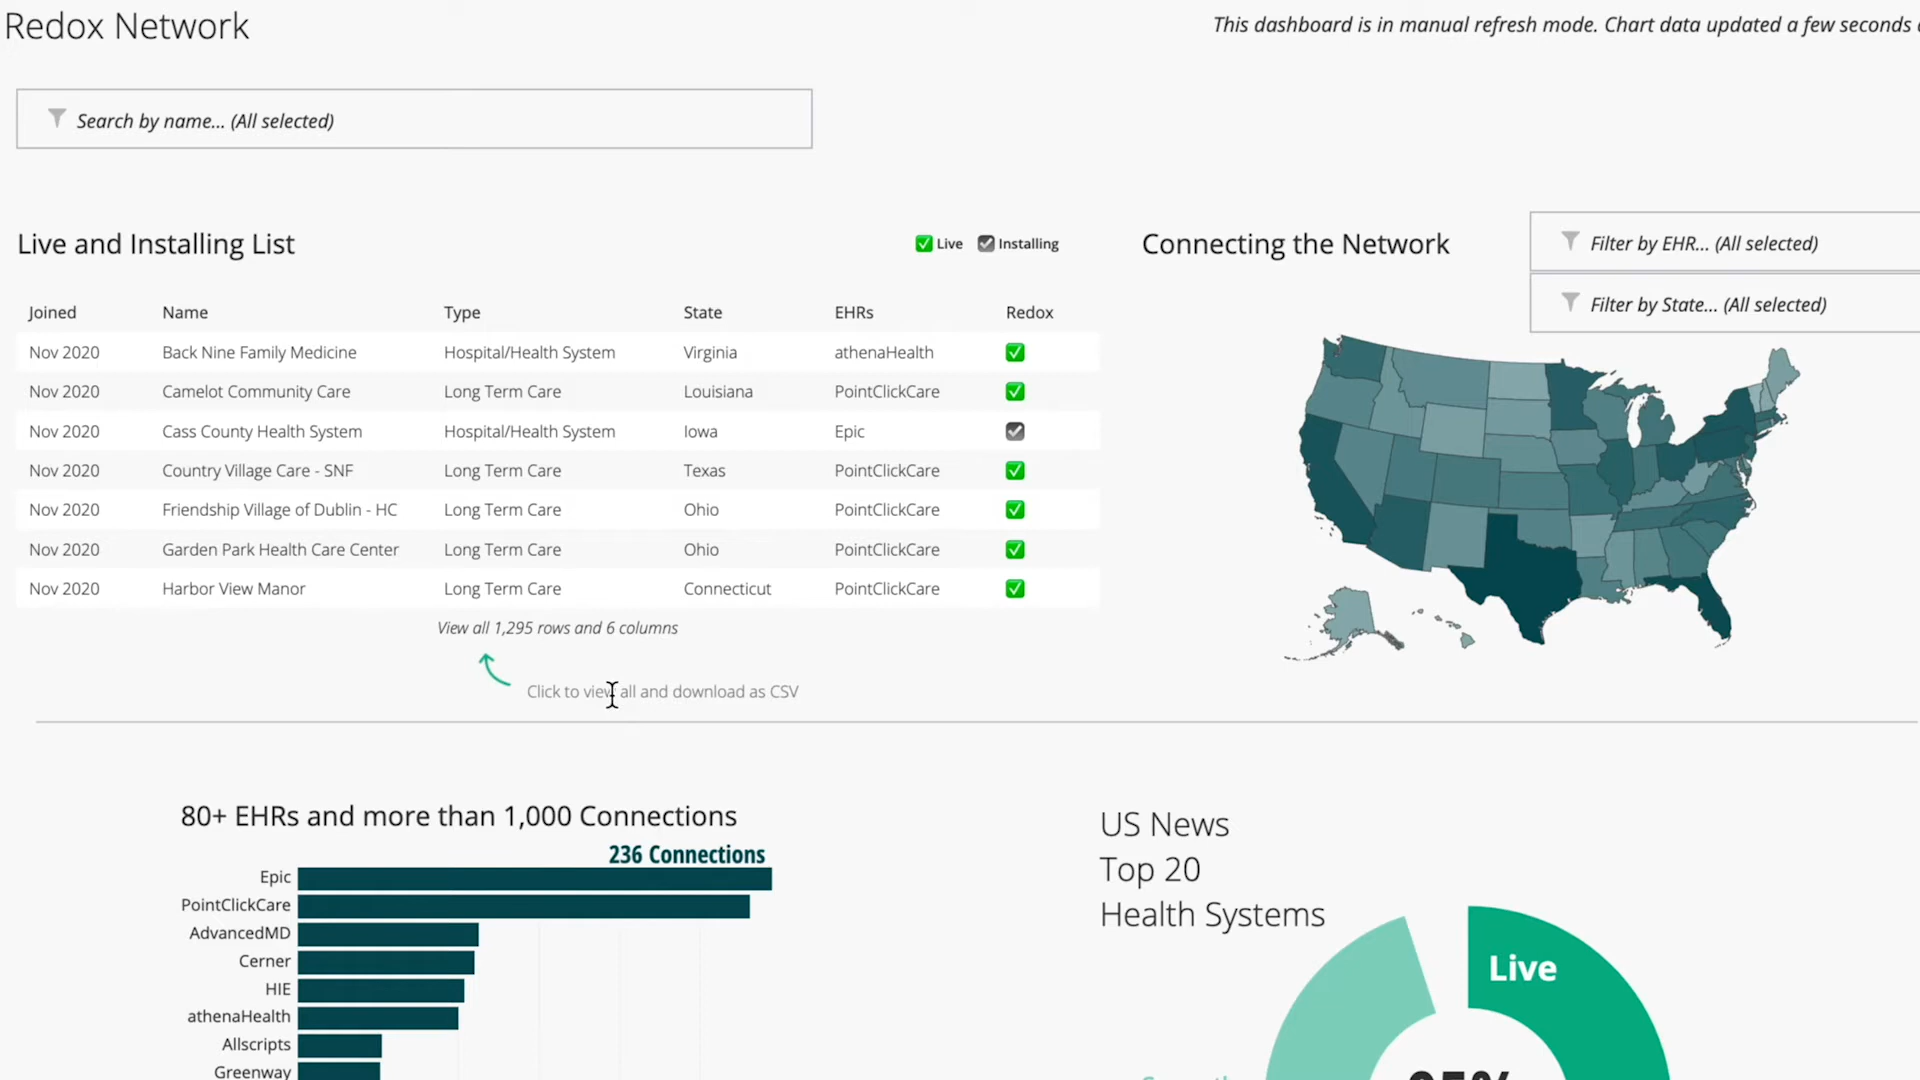 Redox Network
This dashboard is in manual refresh mode. Chart data updated a few seconds
Search by name... (All selected)
Live and Installing List
Live Installing
Connecting the Network
Filter by EHR... (All selected)
Filter by State... (All selected)
Joined Name Type State EHRs Redox
Nov 2020 Back Nine Family Medicine Hospital/Health System Virginia athenaHealth
Nov 2020 Camelot Community Care Long Term Care Louisiana PointClickCare
Nov 2020 Cass County Health System Hospital/Health System Iowa Epic
Nov 2020 Country Village Care - SNF Long Term Care Texas PointClickCare
Nov 2020 Friendship Village of Dublin - HC Long Term Care Ohio PointClickCare
Nov 2020 Garden Park Health Care Center Long Term Care Ohio PointClickCare
Nov 2020 Harbor View Manor Long Term Care Connecticut PointClickCare
View all 1,295 rows and 6 columns
Click to view all and download as CSV
80+ EHRs and more than 1,000 Connections
236 Connections
Epic
PointClickCare
AdvancedMD
Cerner
HIE
athenaHealth
Allscripts
Greenway
US News
Top 20
Health Systems
Live